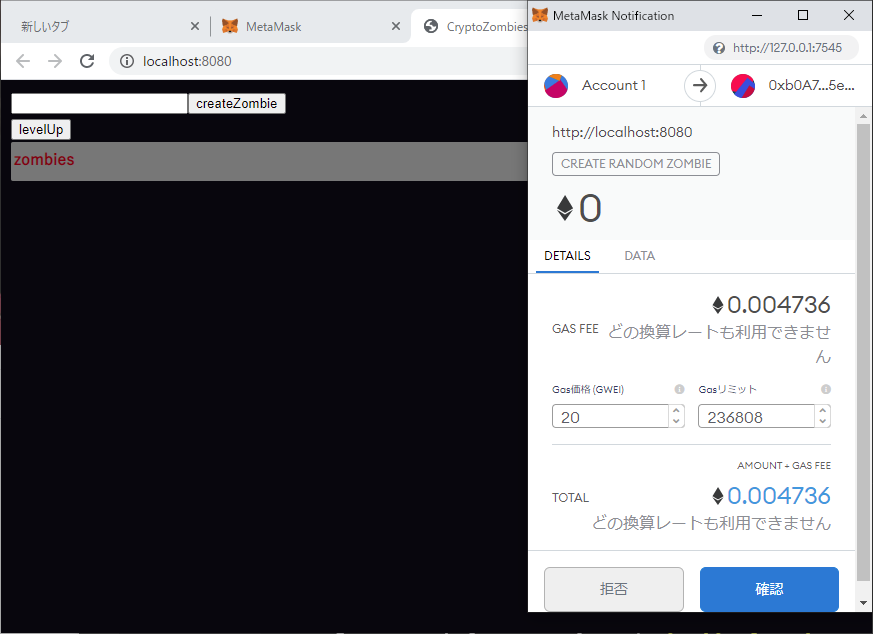 新しいタブ
MetaMask
CryptoZombies
localhost:8080
createZombie
levelUp
zombies
MetaMask Notification
http://127.0.0.1:7545
Account 1
0xb0A7...5e...
http://localhost:8080
CREATE RANDOM ZOMBIE
0
DETAILS
DATA
0.004736
GAS FEE
どの換算レートも利用できませ
ん
Gas価格 (GWEI)
Gasリミット
20
236808
AMOUNT + GAS FEE
TOTAL
0.004736
どの換算レートも利用できません
拒否
確認